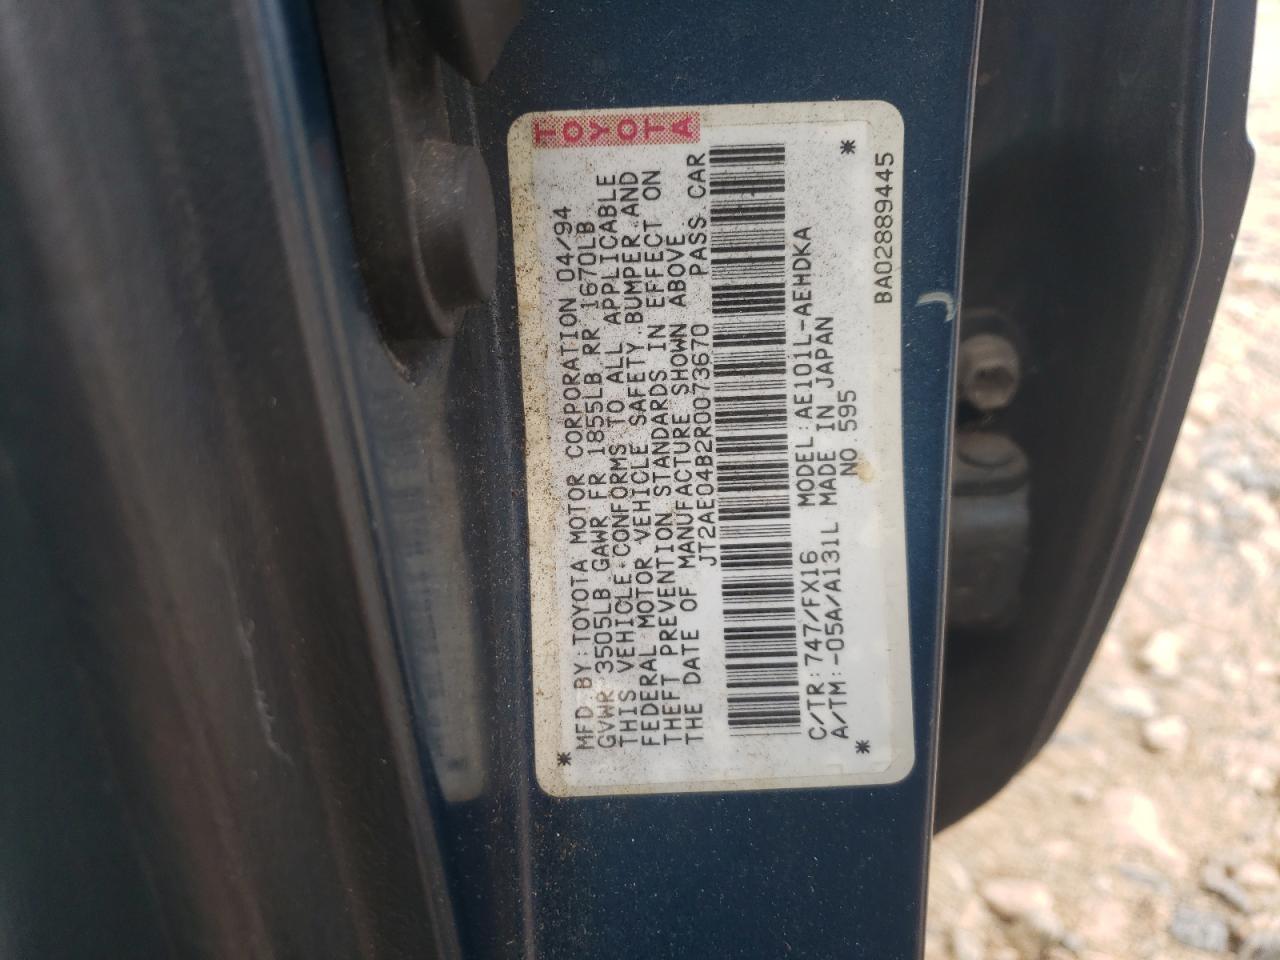 TOYOTA
* MFD.BY:TOYOTA MOTOR CORPORATION 04/94
GVWR 3505LB GAWR FR 1855LB RR 1670LB
THIS VEHICLE CONFORMS TO ALL APPLICABLE
FEDERAL MOTOR VEHICLE SAFETY.BUMPER.AND
THEFT PREVENTION STANDARDS IN EFFECT ON
THE DATE OF MANUFACTURE SHOWN ABOVE.
JT2AE04B2R0073670 PASS CAR
C/TR:747/FX16 MODEL:AE101L-AEHDKA
A/TM:-05A/A131L MADE IN JAPAN
* NO.595 *
BA02889445